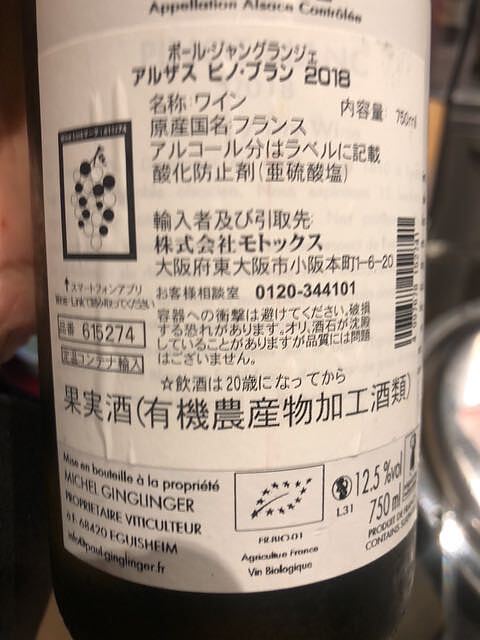 Appellation Alsace Contrôlée
ポール・ジャングランジェ
アルザス ピノ・ブラン 2018
名称:ワイン
内容量: 750ml
原産国名:フランス
アルコール分はラベルに記載
酸化防止剤(亜硫酸塩)
輸入者及び引取先:
株式会社モトックス
大阪府東大阪市小阪本町1-6-20
↑スマートフォンアプリ
お客様相談室 0120-344101
容器への衝撃は避けてください。破損
する恐れがあります。オリ、酒石が沈殿
していることがありますが品質には問題
はございません。
品番 615274
定温コンテナ輸入
☆飲酒は20歳になってから
果実酒(有機農産物加工酒類)
Mise en bouteille à la propriété
MICHEL GINGLINGER
PROPRIETAIRE VITICULTEUR
à F. 68420 EGUISHEIM
info@paulginglinger.fr
FR-BIO-01
Agriculture France
Vin Biologique
L31
12.5 %vol
750 ml
PRODUCE OF
CONTAINS